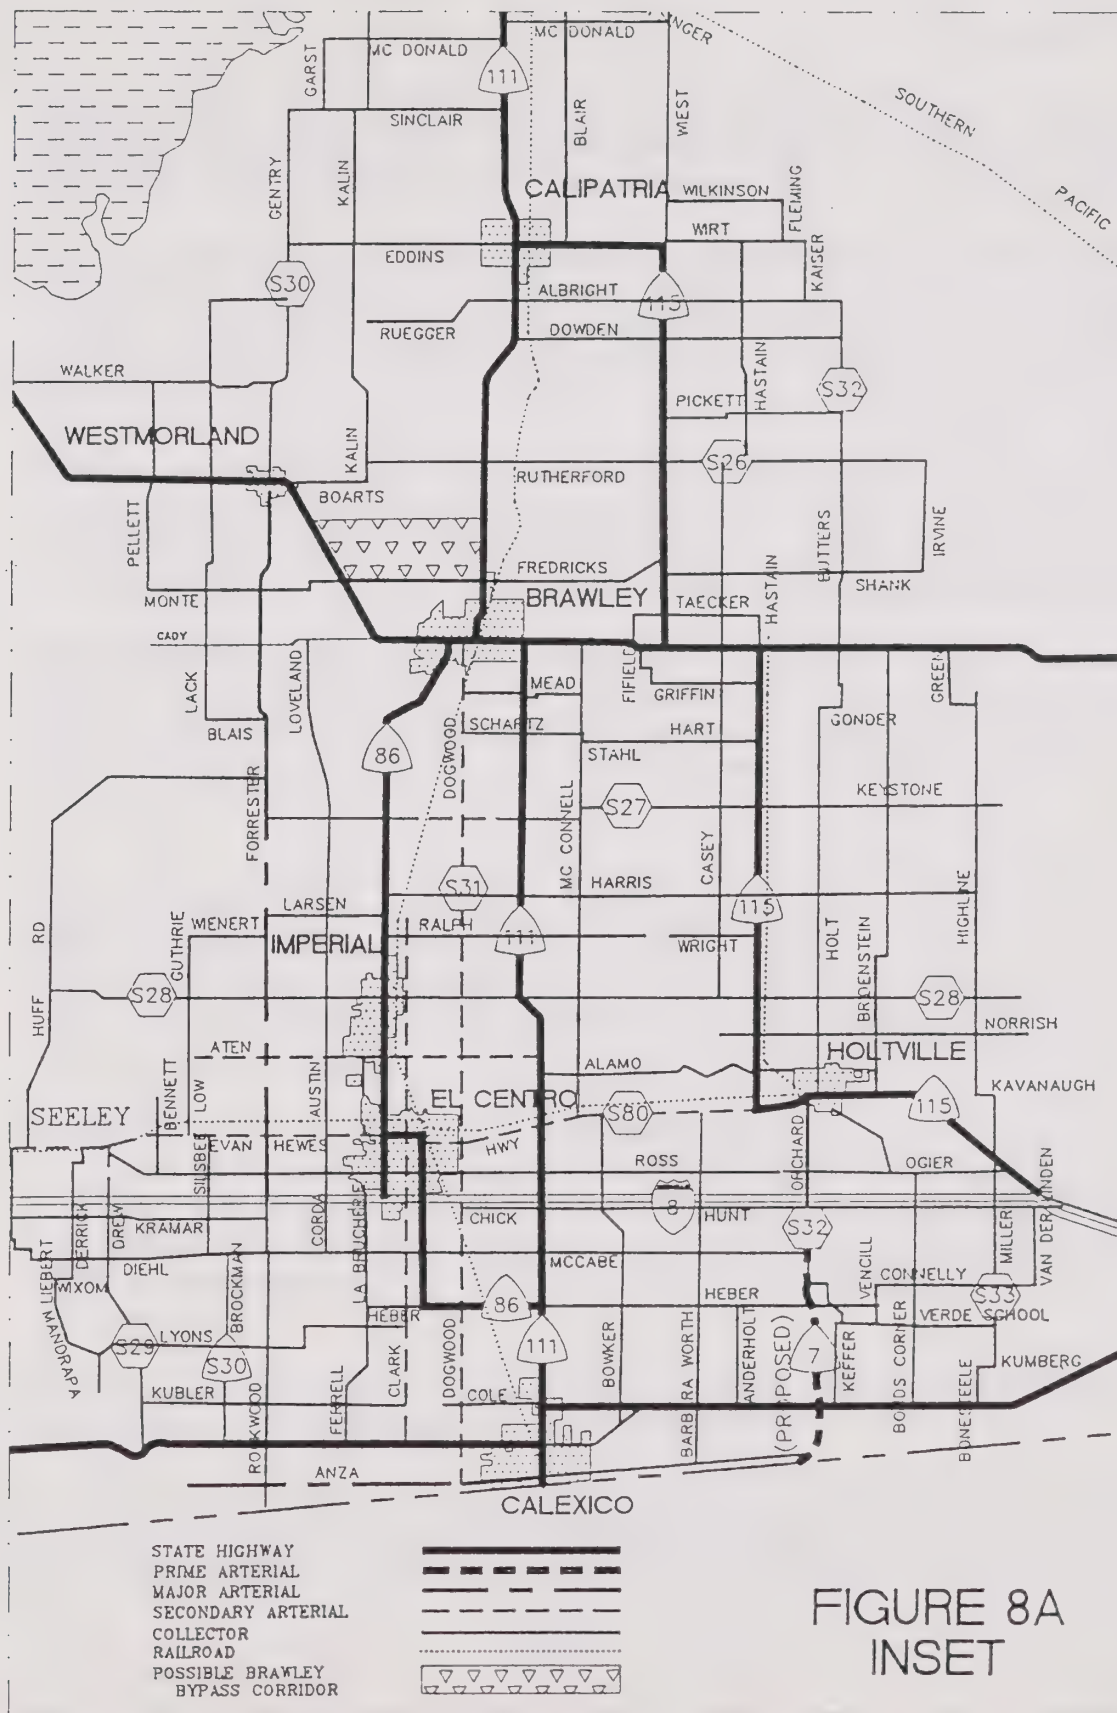 MC DONALD
MC DONALD
NGER
GARST
111
SINCLAIR
BLAIR
WIEST
SOUTHERN
PACIFIC
GENTRY
KALIN
CALIPATRIA
WILKINSON
FLEMING
WIRT
KAISER
EDDINS
S30
ALBRIGHT
115
RUEGGER
DOWDEN
WALKER
HASTAIN
S32
PICKETT
WESTMORLAND
KALIN
S26
RUTHERFORD
BOARTS
PELLETT
BUTTERS
IRVINE
HASTAIN
FREDRICKS
SHANK
MONTE
BRAWLEY
TAECKER
CADY
LACK
LOVELAND
FIFIELD
MEAD
GRIFFIN
GREEN
SCHARTZ
HART
GONDER
BLAIS
STAHL
86
DOGWOOD
FORRESTER
MC CONNELL
S27
KEYSTONE
CASEY
S31
HARRIS
115
HIGHLINE
LARSEN
WIENERT
RALPH
WRIGHT
111
IMPERIAL
GUTHRIE
HOLT
BRIDENSTEIN
HUFF RD
S28
S28
NORRISH
ATEN
HOLTVILLE
ALAMO
KAVANAUGH
BENNETT
LOW
AUSTIN
EL CENTRO
S80
115
SEELEY
EVAN HEWES
HWY
SILSBEE
ROSS
ORCHARD
OGIER
8
CHICK
HUNT
S32
KRAMAR
DERRICK
DREW
CORDA
LA BRUCHERIE
MILLER
VAN DER LINDEN
DIEHL
MCCABE
VENCILL
CONNELLY
LIEBERT
WIXOM
BROCKMAN
HEBER
86
HEBER
S33
VERDE SCHOOL
MANDRAPA
S29
LYONS
S30
111
7
KUMBERG
KUBLER
ROCKWOOD
FERRELL
CLARK
DOGWOOD
COLE
BOWKER
BARBARA WORTH
ANDERHOLT
(PROPOSED)
KEFFER
BONDS CORNER
BONESTEELE
ANZA
CALEXICO
STATE HIGHWAY
PRIME ARTERIAL
MAJOR ARTERIAL
SECONDARY ARTERIAL
COLLECTOR
RAILROAD
POSSIBLE BRAWLEY
BYPASS CORRIDOR
FIGURE 8A
INSET